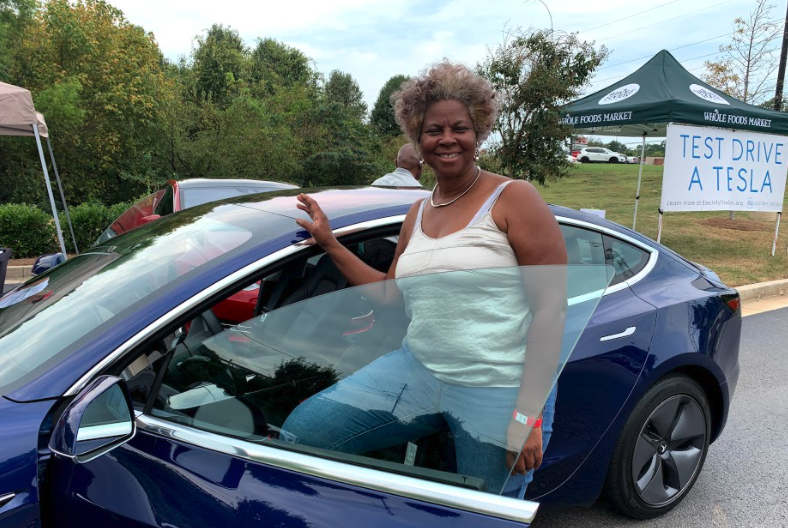 WHOLE FOODS MARKET
WHOLE FOODS MARKET
TEST DRIVE
A TESLA